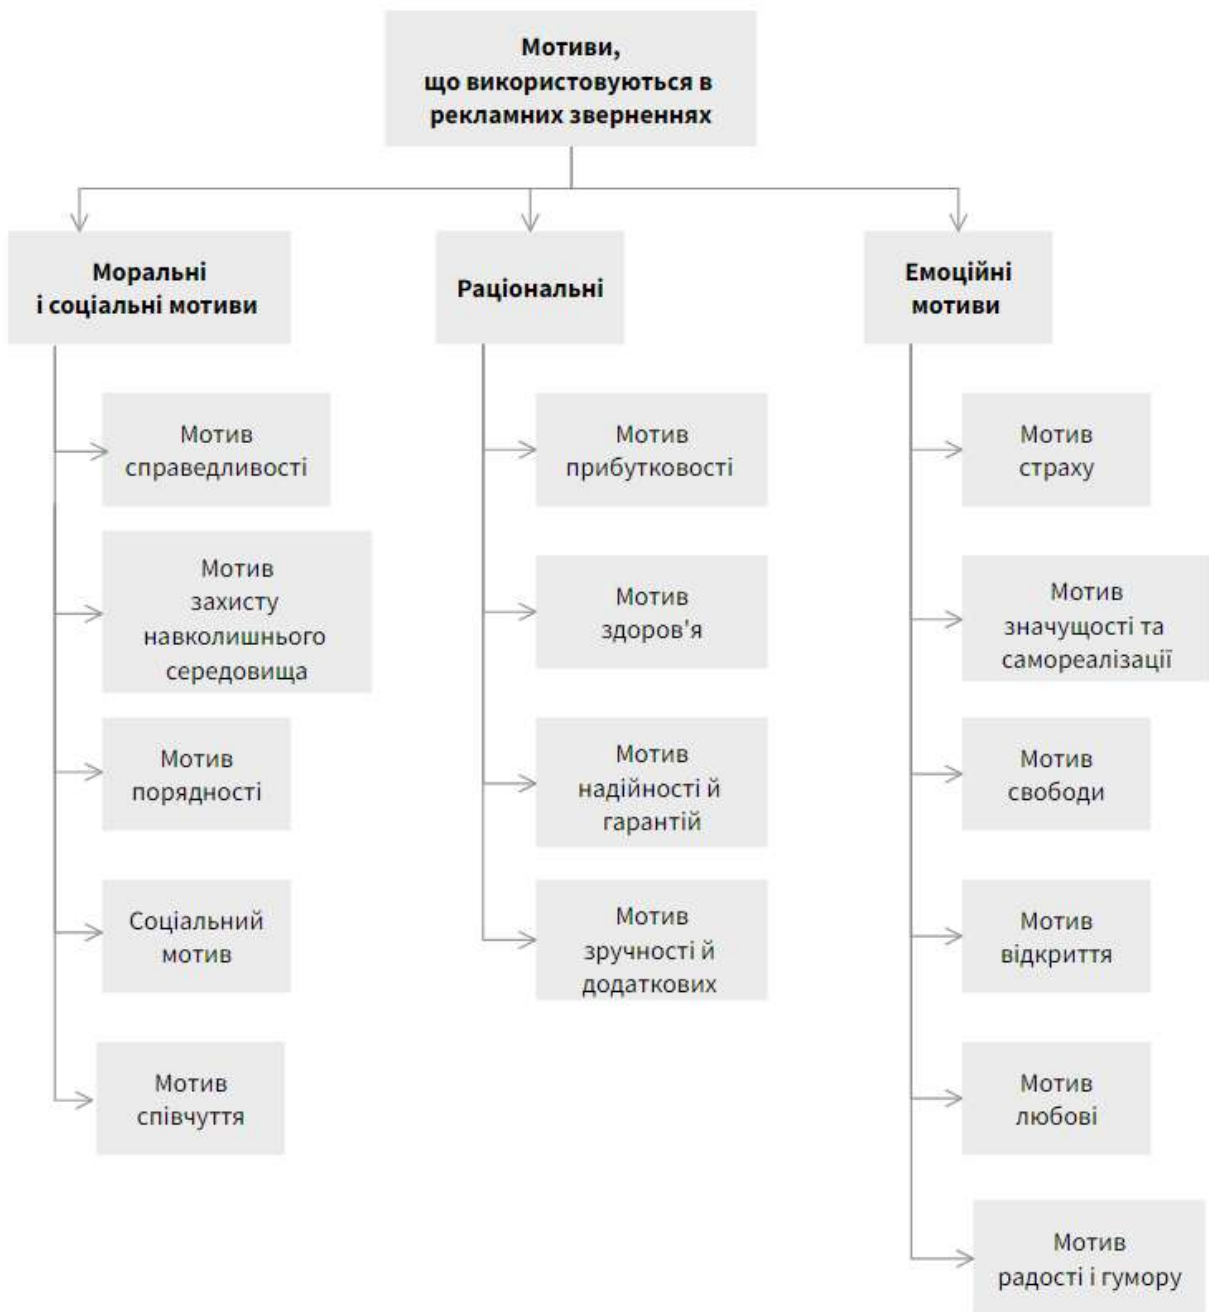 Мотиви,
що використовуються в
рекламних зверненнях
Моральні
і соціальні мотиви
Мотив
справедливості
Мотив
захисту
навколишнього
середовища
Мотив
порядності
Соціальний
мотив
Мотив
співчуття
Раціональні
Мотив
прибутковості
Мотив
здоров'я
Мотив
надійності й
гарантій
Мотив
зручності й
додаткових
Емоційні
мотиви
Мотив
страху
Мотив
значущості та
самореалізації
Мотив
свободи
Мотив
відкриття
Мотив
любові
Мотив
радості і гумору